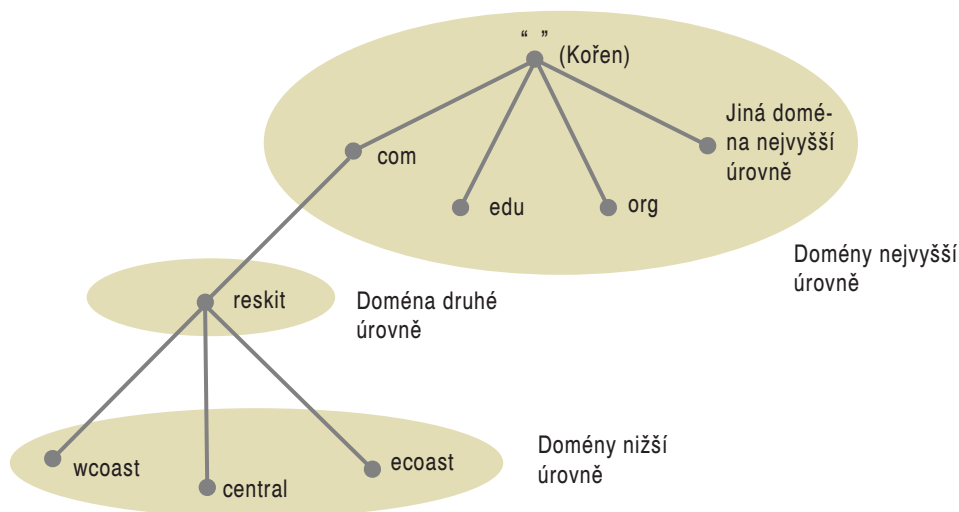 “ ”
(Kořen)
Jiná domé-
na nejvyšší
úrovně
com
edu
org
Domény nejvyšší
úrovně
reskit
Doména druhé
úrovně
wcoast
central
ecoast
Domény nižší
úrovně